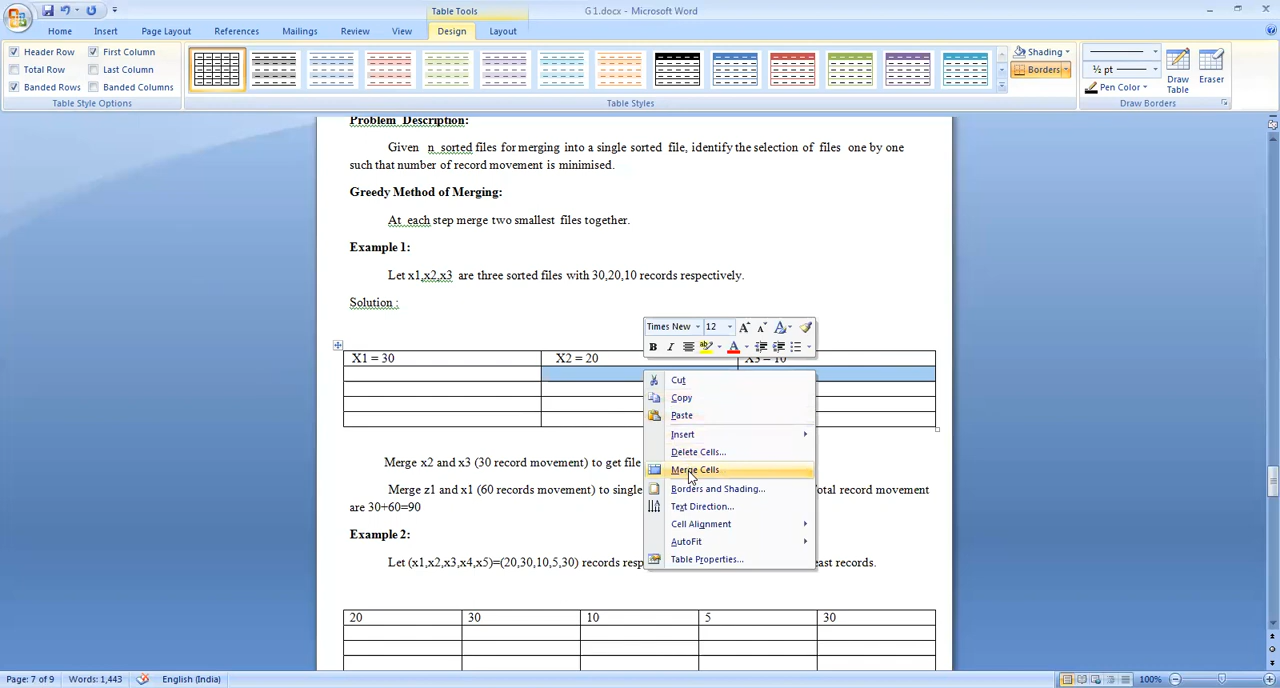 Table Tools
G 1.docx - Microsoft Word
Home Insert Page Layout References Mailings Review View Design Layout
Header Row First Column
Total Row Last Column
Banded Rows Banded Columns
Table Style Options
Table Styles
Shading
Borders
½ pt
Pen Color
Draw Table
Eraser
Draw Borders
Problem Description:
Given n sorted files for merging into a single sorted file, identify the selection of files one by one
such that number of record movement is minimised.
Greedy Method of Merging:
At each step merge two smallest files together.
Example 1:
Let x1,x2,x3 are three sorted files with 30,20,10 records respectively.
Solution :
Times New 12
X1 = 30 X2 = 20 X3 = 10
Cut
Copy
Paste
Insert
Delete Cells...
Merge Cells
Borders and Shading...
Text Direction...
Cell Alignment
AutoFit
Table Properties...
Merge x2 and x3 (30 record movement) to get file
Merge z1 and x1 (60 records movement) to single Total record movement
are 30+60=90
Example 2:
Let (x1,x2,x3,x4,x5)=(20,30,10,5,30) records resp east records.
20 30 10 5 30
Page: 7 of 9 Words: 1,443 English (India) 100%